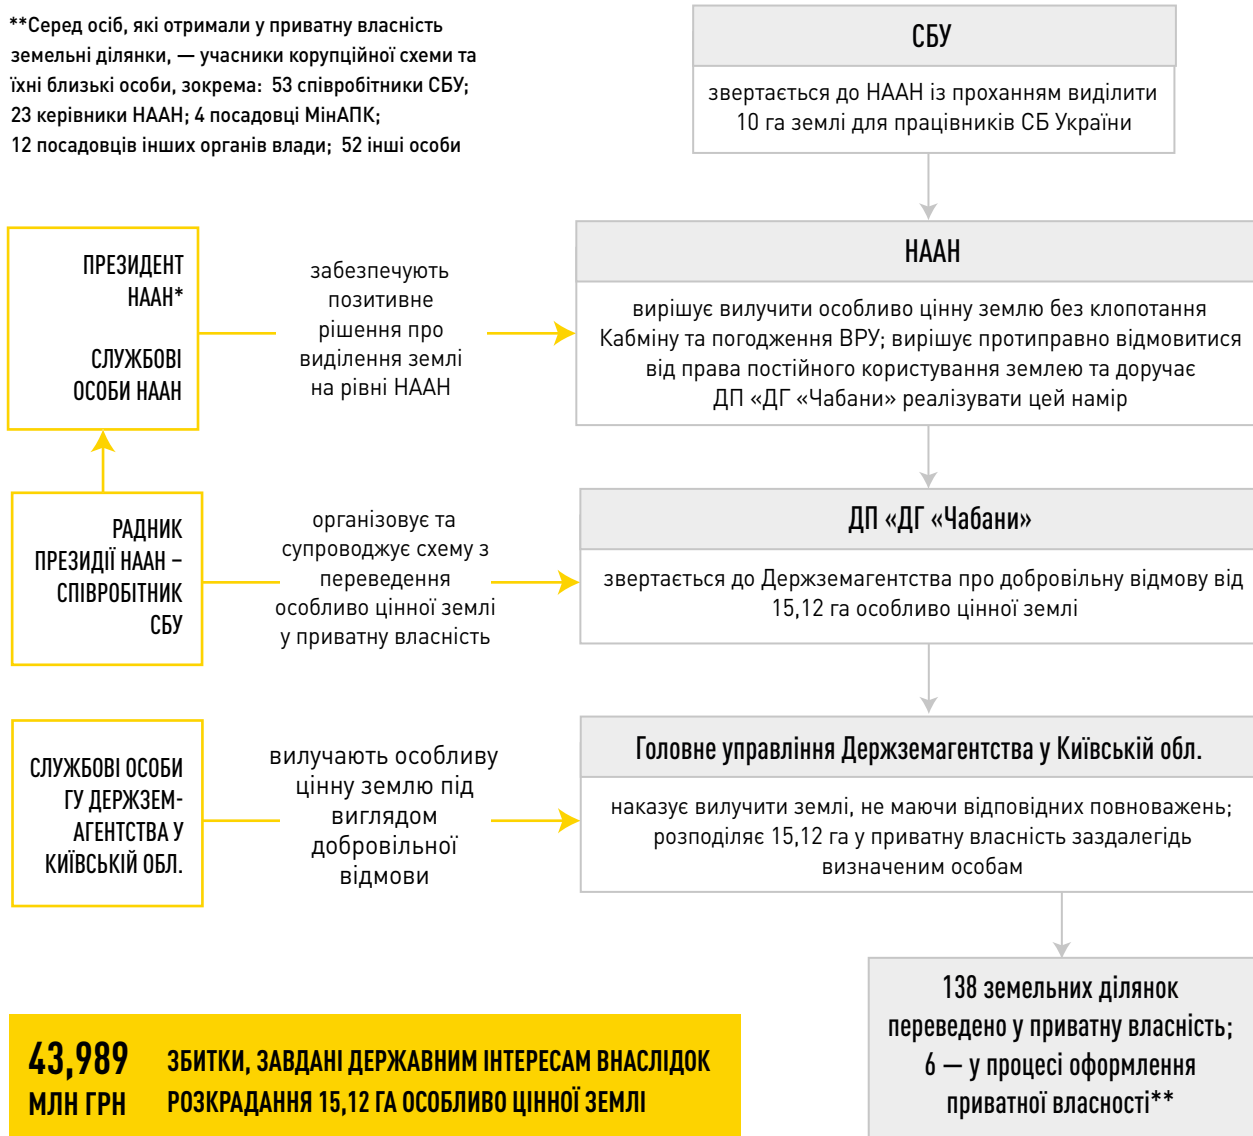 **Серед осіб, які отримали у приватну власність
земельні ділянки, — учасники корупційної схеми та
їхні близькі особи, зокрема: 53 співробітники СБУ;
23 керівники НААН; 4 посадовці МінАПК;
12 посадовців інших органів влади; 52 інші особи
СБУ
звертається до НААН із проханням виділити
10 га землі для працівників СБ України
ПРЕЗИДЕНТ
НААН*
СЛУЖБОВІ
ОСОБИ НААН
забезпечують
позитивне
рішення про
виділення землі
на рівні НААН
НААН
вирішує вилучити особливо цінну землю без клопотання
Кабміну та погодження ВРУ; вирішує протиправно відмовитися
від права постійного користування землею та доручає
ДП «ДГ «Чабани» реалізувати цей намір
РАДНИК
ПРЕЗИДІЇ НААН –
СПІВРОБІТНИК
СБУ
організовує та
супроводжує схему з
переведення
особливо цінної землі
у приватну власність
ДП «ДГ «Чабани»
звертається до Держземагентства про добровільну відмову від
15,12 га особливо цінної землі
СЛУЖБОВІ ОСОБИ
ГУ ДЕРЖЗЕМ-
АГЕНТСТВА У
КИЇВСЬКІЙ ОБЛ.
вилучають особливу
цінну землю під
виглядом
добровільної
відмови
Головне управління Держземагентства у Київській обл.
наказує вилучити землі, не маючи відповідних повноважень;
розподіляє 15,12 га у приватну власність заздалегідь
визначеним особам
138 земельних ділянок
переведено у приватну власність;
6 — у процесі оформлення
приватної власності**
43,989
МЛН ГРН
ЗБИТКИ, ЗАВДАНІ ДЕРЖАВНИМ ІНТЕРЕСАМ ВНАСЛІДОК
РОЗКРАДАННЯ 15,12 ГА ОСОБЛИВО ЦІННОЇ ЗЕМЛІ